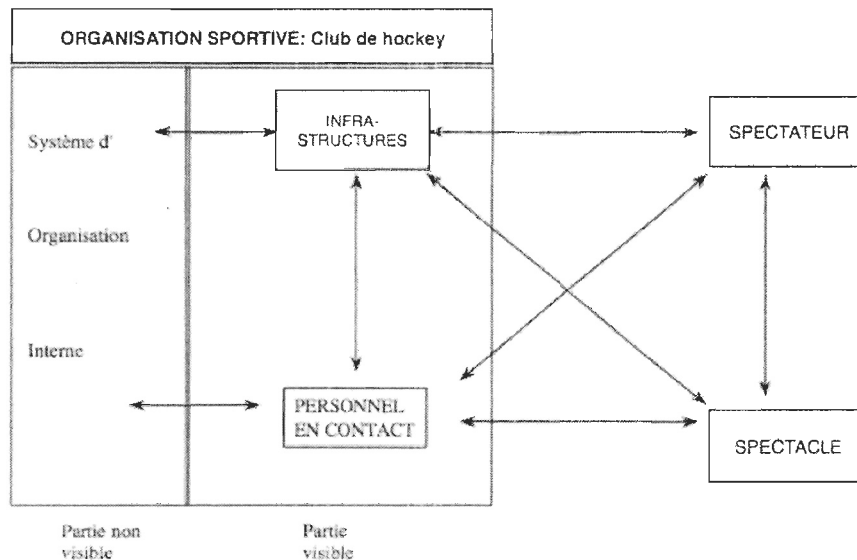 ORGANISATION SPORTIVE: Club de hockey
Système d'
Organisation
Interne
INFRA-
STRUCTURES
PERSONNEL
EN CONTACT
SPECTATEUR
SPECTACLE
Partie non
visible
Partie
visible